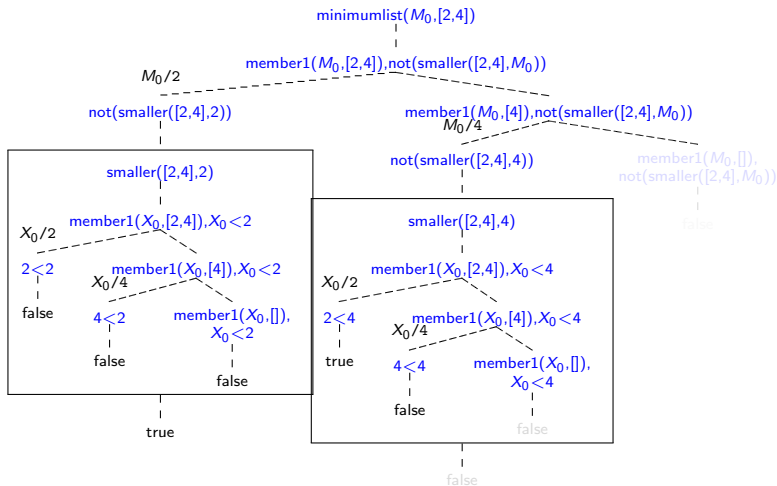 minimumlist(M₀,[2,4])
member1(M₀,[2,4]),not(smaller([2,4],M₀))
M₀/2
not(smaller([2,4],2))
member1(M₀,[4]),not(smaller([2,4],M₀))
M₀/4
not(smaller([2,4],4))
member1(M₀,[]),
not(smaller([2,4],M₀))
false
smaller([2,4],2)
member1(X₀,[2,4]),X₀<2
X₀/2
2<2
false
member1(X₀,[4]),X₀<2
X₀/4
4<2
false
member1(X₀,[]),
X₀<2
false
true
smaller([2,4],4)
member1(X₀,[2,4]),X₀<4
X₀/2
2<4
true
member1(X₀,[4]),X₀<4
X₀/4
4<4
false
member1(X₀,[]),
X₀<4
false
false